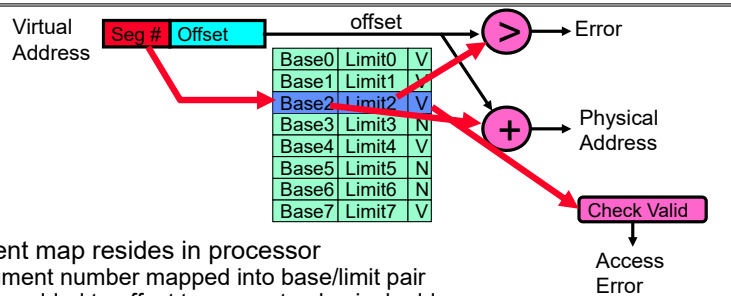 Virtual Address
Seg # Offset
offset
>
Error
Base0 Limit0 V
Base1 Limit1 V
Base2 Limit2 V
Base3 Limit3 N
Base4 Limit4 V
Base5 Limit5 N
Base6 Limit6 N
Base7 Limit7 V
+
Physical Address
Check Valid
Access Error
map resides in processor
number mapped into base/limit pair